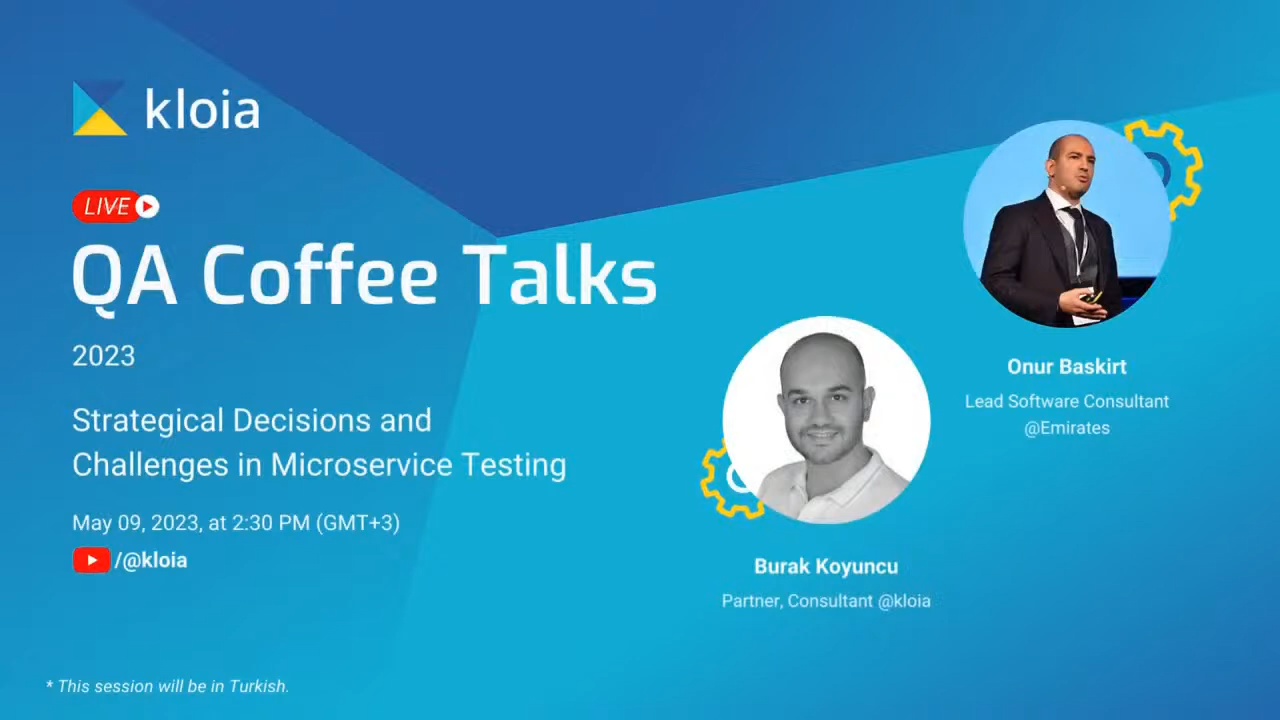 kloia
LIVE
QA Coffee Talks
2023
Strategical Decisions and
Challenges in Microservice Testing
May 09, 2023, at 2:30 PM (GMT+3)
/@kloia
Onur Baskirt
Lead Software Consultant
@Emirates
Burak Koyuncu
Partner, Consultant @kloia
* This session will be in Turkish.